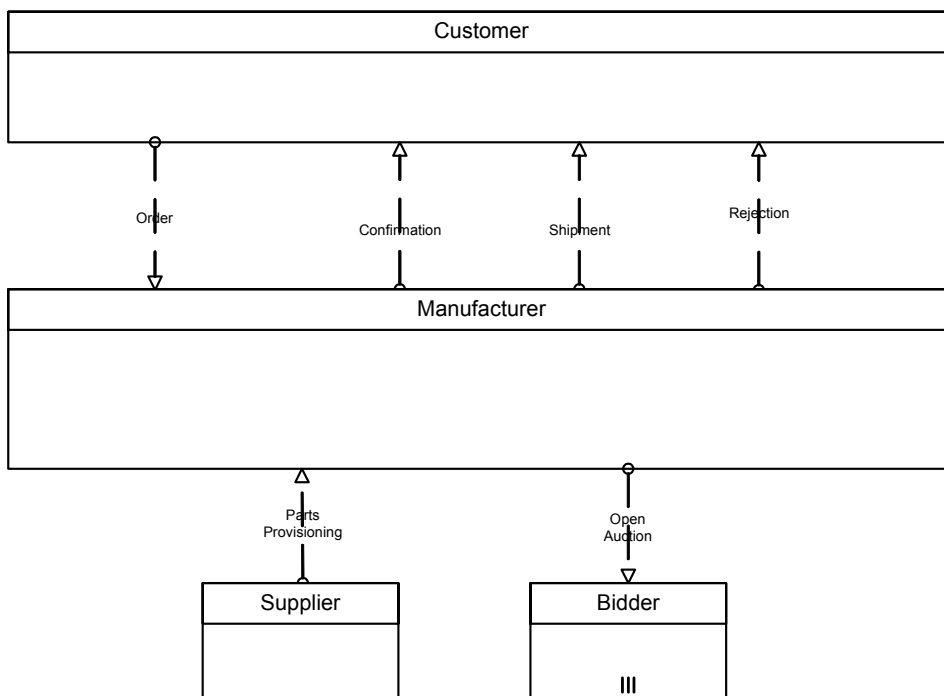 Customer
Order
Confirmation
Shipment
Rejection
Manufacturer
Parts
Provisioning
Open
Auction
Supplier
Bidder